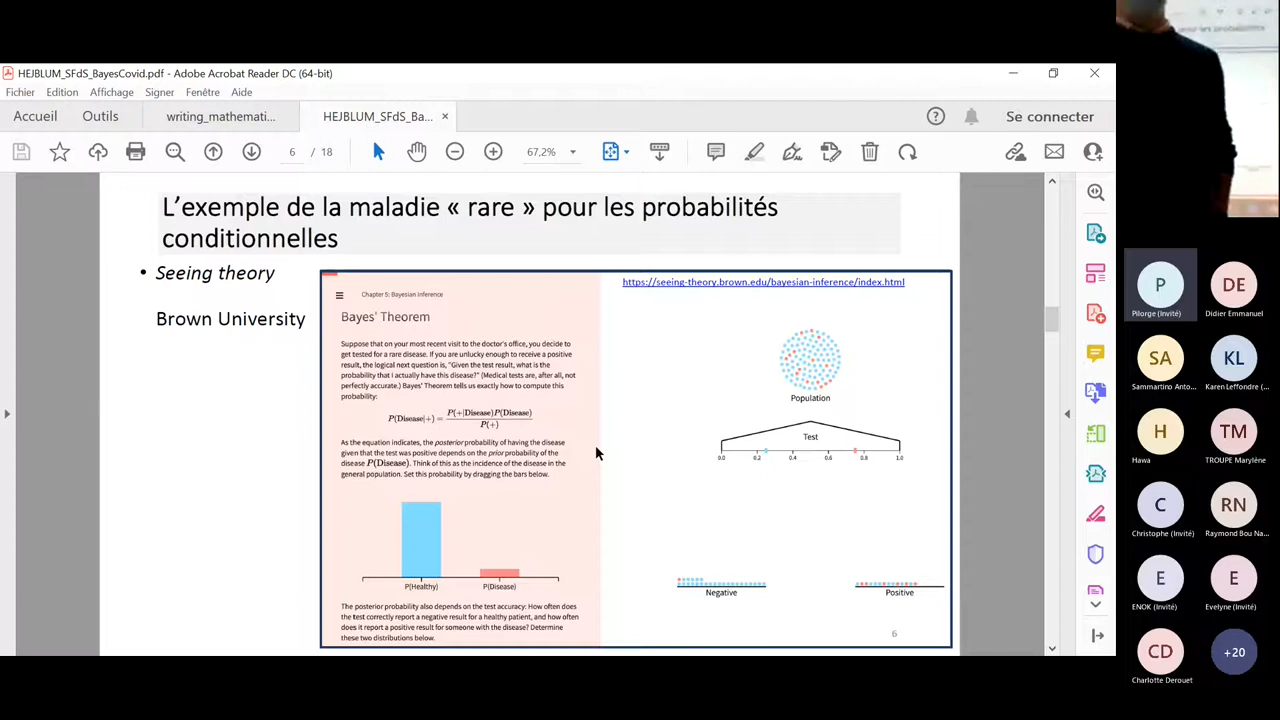 HEJBLUM_SFdS_BayesCovid.pdf - Adobe Acrobat Reader DC (64-bit)
Fichier Edition Affichage Signer Fenêtre Aide
Accueil Outils writing_mathemati... HEJBLUM_SFdS_Ba... × Se connecter
6 / 18 67,2%
L'exemple de la maladie « rare » pour les probabilités
conditionnelles
• Seeing theory
Brown University
Chapter 5: Bayesian Inference
Bayes' Theorem
Suppose that on your most recent visit to the doctor's office, you decide to
get tested for a rare disease. If you are unlucky enough to receive a positive
result, the logical next question is, "Given the test result, what is the
probability that I actually have this disease?" (Medical tests are, after all, not
perfectly accurate.) Bayes' Theorem tells us exactly how to compute this
probability:
P(Disease|+) = P(+|Disease)P(Disease) / P(+)
As the equation indicates, the posterior probability of having the disease
given that the test was positive depends on the prior probability of the
disease P(Disease). Think of this as the incidence of the disease in the
general population. Set this probability by dragging the bars below.
P(Healthy) P(Disease)
The posterior probability also depends on the test accuracy: How often does
the test correctly report a negative result for a healthy patient, and how often
does it report a positive result for someone with the disease? Determine
these two distributions below.
https://seeing-theory.brown.edu/bayesian-inference/index.html
Population
Test
0.0 0.2 0.4 0.6 0.8 1.0
Negative Positive
6
P DE
Pilorge (Invité) Didier Emmanuel
SA KL
Sammartino Anto... Karen Leffondre (...
H TM
Hawa TROUPE Marylène
C RN
Christophe (Invité) Raymond Bou Na...
E E
ENOK (Invité) Evelyne (Invité)
CD +20
Charlotte Derouet